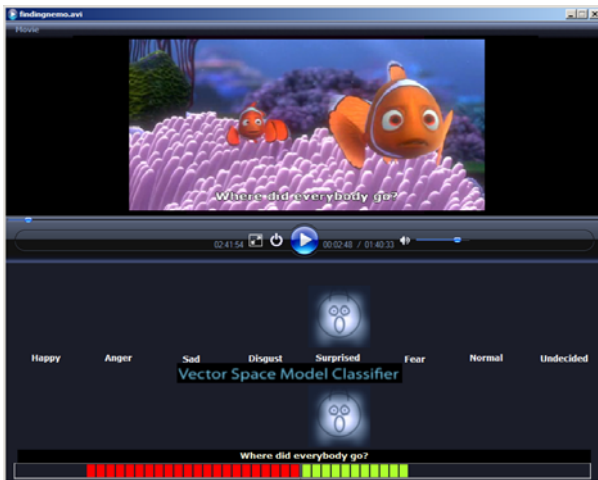 findingnemo.avi
Movie
Where did everybody go?
02:41:54 00:02:48 / 01:40:33
Happy Anger Sad Disgust Surprised Fear Normal Undecided
Vector Space Model Classifier
Where did everybody go?